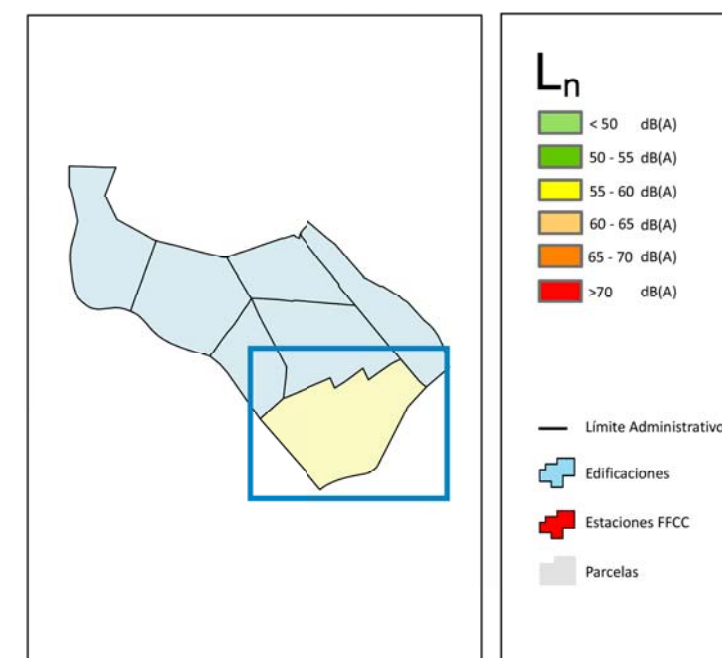 Ln
< 50 dB(A)
50 - 55 dB(A)
55 - 60 dB(A)
60 - 65 dB(A)
65 - 70 dB(A)
>70 dB(A)
Límite Administrativo
Edificaciones
Estaciones FFCC
Parcelas